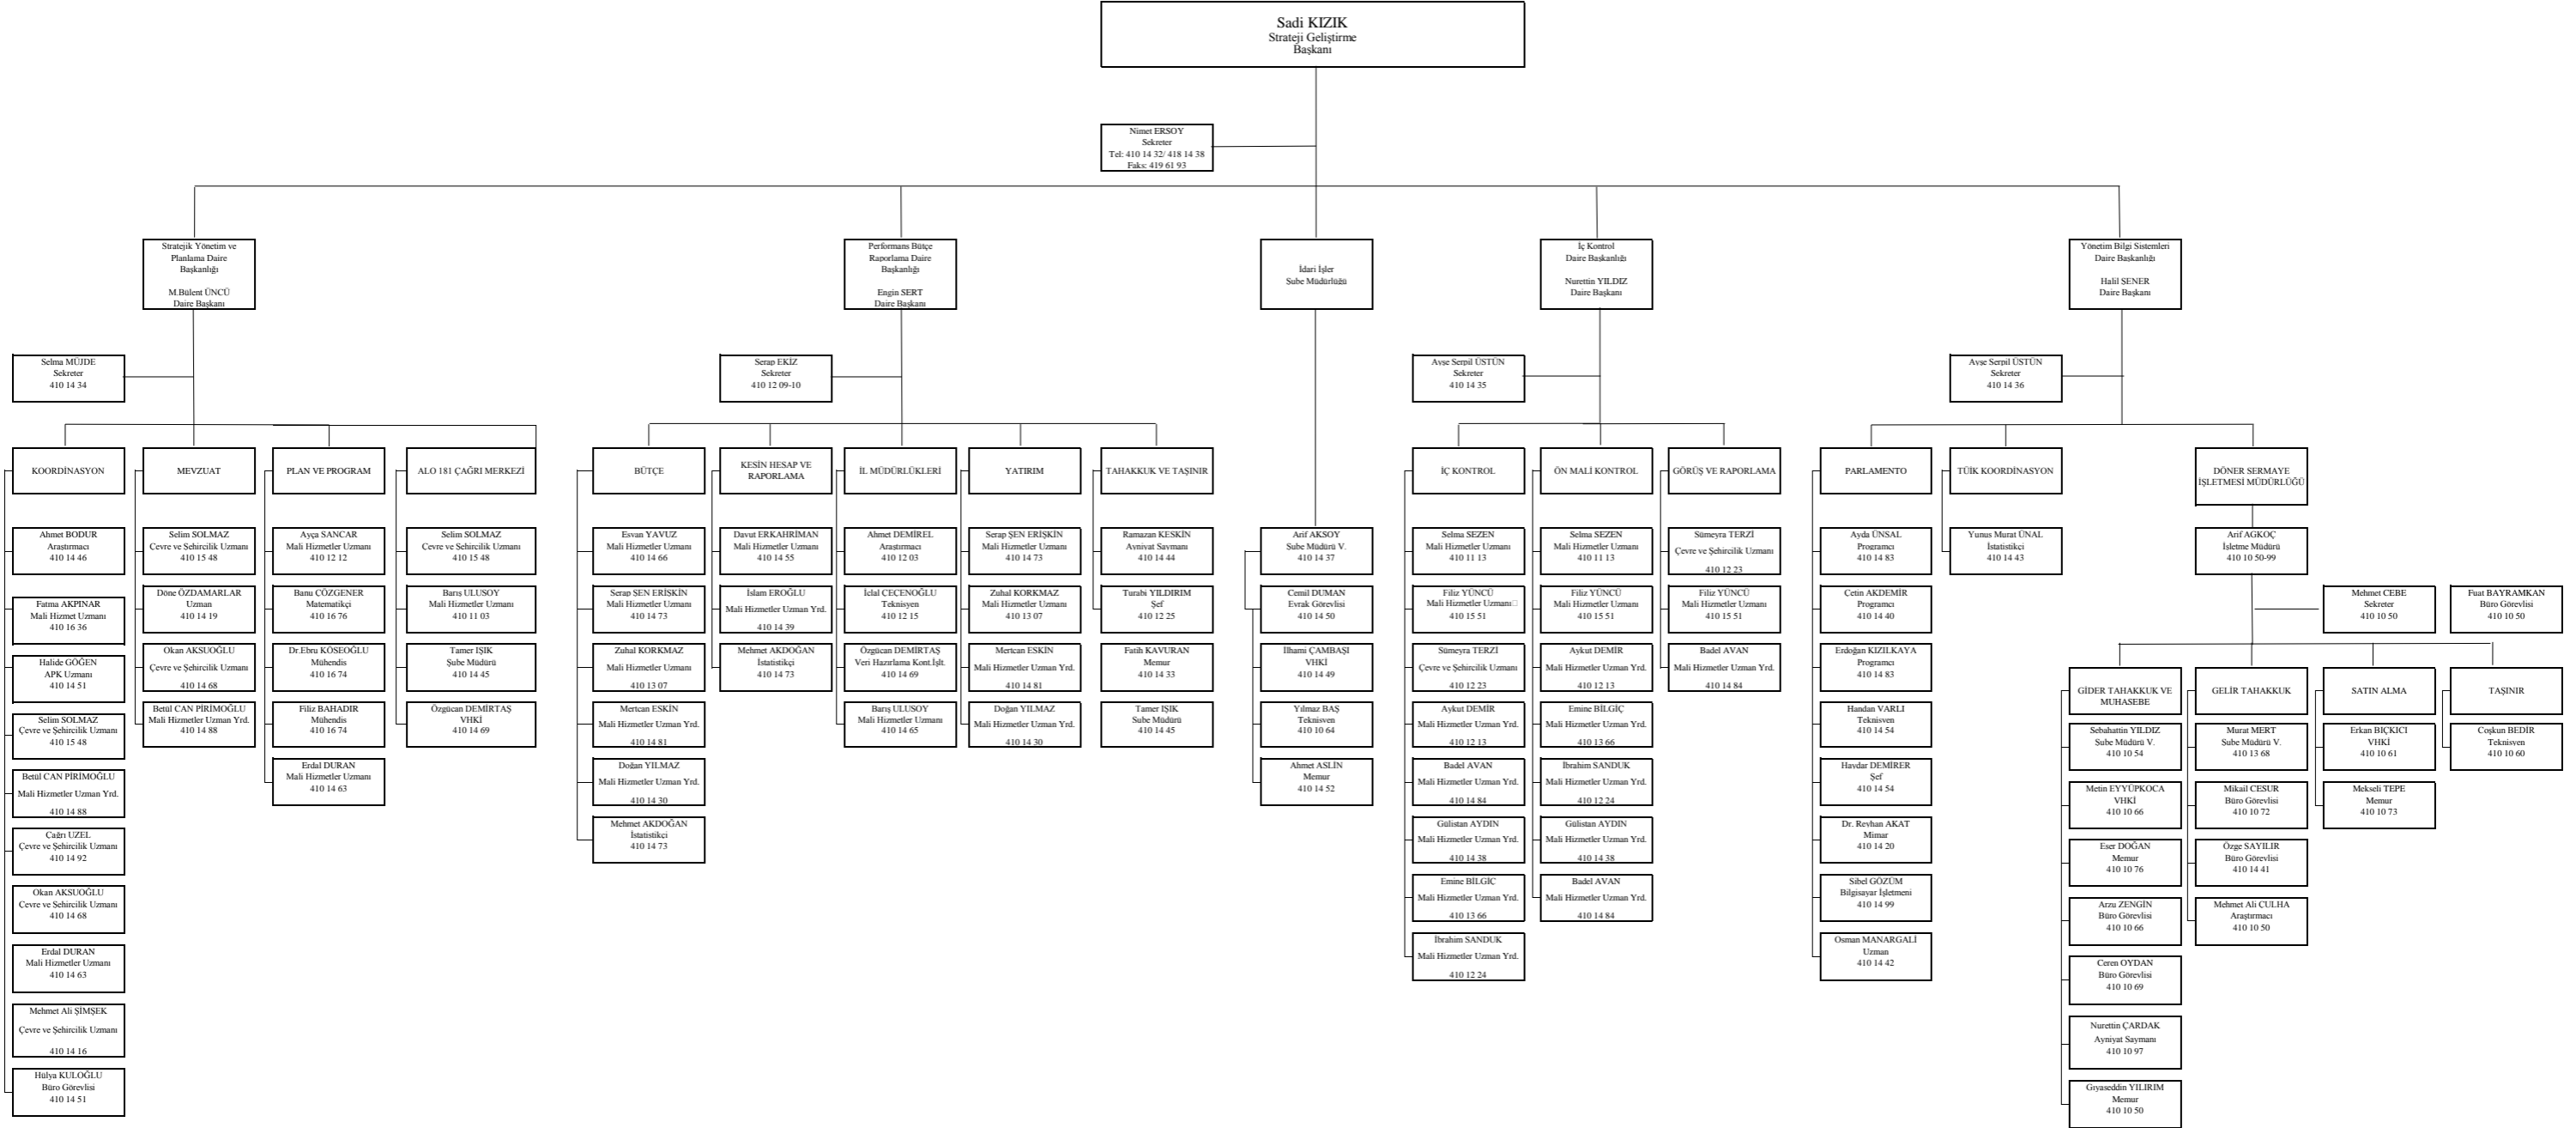 Sadi KIZIK
Strateji Geliştirme
Başkanı
Nimet ERSOY
Sekreter
Tel: 410 14 32/ 418 14 38
Faks: 419 61 93
Stratejik Yönetim ve
Planlama Daire
Başkanlığı
M.Bülent ÜNCÜ
Daire Başkanı
Performans Bütçe
Raporlama Daire
Başkanlığı
Engin SERT
Daire Başkanı
İdari İşler
Şube Müdürlüğü
İç Kontrol
Daire Başkanlığı
Nurettin YILDIZ
Daire Başkanı
Yönetim Bilgi Sistemleri
Daire Başkanlığı
Halil ŞENER
Daire Başkanı
Selma MÜJDE
Sekreter
410 14 34
Serap EKİZ
Sekreter
410 12 09-10
Ayşe Serpil ÜSTÜN
Sekreter
410 14 35
Ayşe Serpil ÜSTÜN
Sekreter
410 14 36
KOORDİNASYON
Ahmet BODUR
Araştırmacı
410 14 46
Fatma AKPINAR
Mali Hizmet Uzmanı
410 16 36
Halide GÖĞEN
APK Uzmanı
410 14 51
Selim SOLMAZ
Çevre ve Şehircilik Uzmanı
410 15 48
Betül CAN PİRİMOĞLU
Mali Hizmetler Uzman Yrd.
410 14 88
Çağrı UZEL
Çevre ve Şehircilik Uzmanı
410 14 92
Okan AKSUOĞLU
Çevre ve Şehircilik Uzmanı
410 14 68
Erdal DURAN
Mali Hizmetler Uzmanı
410 14 63
Mehmet Ali ŞİMŞEK
Çevre ve Şehircilik Uzmanı
410 14 16
Hülya KULOĞLU
Büro Görevlisi
410 14 51
MEVZUAT
Selim SOLMAZ
Çevre ve Şehircilik Uzmanı
410 15 48
Döne ÖZDAMARLAR
Uzman
410 14 19
Okan AKSUOĞLU
Çevre ve Şehircilik Uzmanı
410 14 68
Betül CAN PİRİMOĞLU
Mali Hizmetler Uzman Yrd.
410 14 88
PLAN VE PROGRAM
Ayça SANCAR
Mali Hizmetler Uzmanı
410 12 12
Banu ÇÖZGENER
Matematikçi
410 16 76
Dr.Ebru KÖSEOĞLU
Mühendis
410 16 74
Filiz BAHADIR
Mühendis
410 16 74
Erdal DURAN
Mali Hizmetler Uzmanı
410 14 63
ALO 181 ÇAĞRI MERKEZİ
Selim SOLMAZ
Çevre ve Şehircilik Uzmanı
410 15 48
Barış ULUSOY
Mali Hizmetler Uzmanı
410 11 03
Tamer IŞIK
Şube Müdürü
410 14 45
Özgücan DEMİRTAŞ
VHKİ
410 14 69
BÜTÇE
Esvan YAVUZ
Mali Hizmetler Uzmanı
410 14 66
Serap ŞEN ERİŞKİN
Mali Hizmetler Uzmanı
410 14 73
Zuhal KORKMAZ
Mali Hizmetler Uzmanı
410 13 07
Mertcan ESKİN
Mali Hizmetler Uzman Yrd.
410 14 81
Doğan YILMAZ
Mali Hizmetler Uzman Yrd.
410 14 30
Mehmet AKDOĞAN
İstatistikçi
410 14 73
KESİN HESAP VE
RAPORLAMA
Davut ERKAHRİMAN
Mali Hizmetler Uzmanı
410 14 55
İslam EROĞLU
Mali Hizmetler Uzman Yrd.
410 14 39
Mehmet AKDOĞAN
İstatistikçi
410 14 73
İL MÜDÜRLÜKLERİ
Ahmet DEMİREL
Araştırmacı
410 12 03
İclal ÇEÇENOĞLU
Teknisyen
410 12 15
Özgücan DEMİRTAŞ
Veri Hazırlama Kont.İşlt.
410 14 69
Barış ULUSOY
Mali Hizmetler Uzmanı
410 14 65
YATIRIM
Serap ŞEN ERİŞKİN
Mali Hizmetler Uzmanı
410 14 73
Zuhal KORKMAZ
Mali Hizmetler Uzmanı
410 13 07
Mertcan ESKİN
Mali Hizmetler Uzman Yrd.
410 14 81
Doğan YILMAZ
Mali Hizmetler Uzman Yrd.
410 14 30
TAHAKKUK VE TAŞINIR
Ramazan KESKİN
Ayniyat Saymanı
410 14 44
Turabi YILDIRIM
Şef
410 12 25
Fatih KAVURAN
Memur
410 14 33
Tamer IŞIK
Şube Müdürü
410 14 45
Arif AKSOY
Şube Müdürü V.
410 14 37
Cemil DUMAN
Evrak Görevlisi
410 14 50
İlhami ÇAMBAŞI
VHKİ
410 14 49
Yılmaz BAŞ
Teknisyen
410 10 64
Ahmet ASLİN
Memur
410 14 52
İÇ KONTROL
Selma SEZEN
Mali Hizmetler Uzmanı
410 11 13
Filiz YÜNCÜ
Mali Hizmetler Uzmanı
410 15 51
Sümeyra TERZİ
Çevre ve Şehircilik Uzmanı
410 12 23
Aykut DEMİR
Mali Hizmetler Uzman Yrd.
410 12 13
Badel AVAN
Mali Hizmetler Uzman Yrd.
410 14 84
Gülistan AYDIN
Mali Hizmetler Uzman Yrd.
410 14 38
Emine BİLGİÇ
Mali Hizmetler Uzman Yrd.
410 13 66
İbrahim SANDUK
Mali Hizmetler Uzman Yrd.
410 12 24
ÖN MALİ KONTROL
Selma SEZEN
Mali Hizmetler Uzmanı
410 11 13
Filiz YÜNCÜ
Mali Hizmetler Uzmanı
410 15 51
Aykut DEMİR
Mali Hizmetler Uzman Yrd.
410 12 13
Emine BİLGİÇ
Mali Hizmetler Uzman Yrd.
410 13 66
İbrahim SANDUK
Mali Hizmetler Uzman Yrd.
410 12 24
Gülistan AYDIN
Mali Hizmetler Uzman Yrd.
410 14 38
Badel AVAN
Mali Hizmetler Uzman Yrd.
410 14 84
GÖRÜŞ VE RAPORLAMA
Sümeyra TERZİ
Çevre ve Şehircilik Uzmanı
410 12 23
Filiz YÜNCÜ
Mali Hizmetler Uzmanı
410 15 51
Badel AVAN
Mali Hizmetler Uzman Yrd.
410 14 84
PARLAMENTO
Ayda ÜNSAL
Programcı
410 14 83
Çetin AKDEMİR
Programcı
410 14 40
Erdoğan KIZILKAYA
Programcı
410 14 83
Handan VARLI
Teknisyen
410 14 54
Haydar DEMİRER
Şef
410 14 54
Dr. Reyhan AKAT
Mimar
410 14 20
Sibel GÖZÜM
Bilgisayar İşletmeni
410 14 99
Osman MANARGALİ
Uzman
410 14 42
TÜİK KOORDİNASYON
Yunus Murat ÜNAL
İstatistikçi
410 14 43
DÖNER SERMAYE
İŞLETMESİ MÜDÜRLÜĞÜ
Arif AGKOÇ
İşletme Müdürü
410 10 50-99
Mehmet CEBE
Sekreter
410 10 50
Fuat BAYRAMKAN
Büro Görevlisi
410 10 50
GİDER TAHAKKUK VE
MUHASEBE
Sebahattin YILDIZ
Şube Müdürü V.
410 10 54
Metin EYYÜPKOCA
VHKİ
410 10 66
Eser DOĞAN
Memur
410 10 76
Arzu ZENGİN
Büro Görevlisi
410 10 66
Ceren OYDAN
Büro Görevlisi
410 10 69
Nurettin ÇARDAK
Ayniyat Saymanı
410 10 97
Gıyaseddin YILIRIM
Memur
410 10 50
GELİR TAHAKKUK
Murat MERT
Şube Müdürü V.
410 13 68
Mikail CESUR
Büro Görevlisi
410 10 72
Özge SAYILIR
Büro Görevlisi
410 14 41
Mehmet Ali ÇULHA
Araştırmacı
410 10 50
SATIN ALMA
Erkan BIÇKICI
VHKİ
410 10 61
Mekseli TEPE
Memur
410 10 73
TAŞINIR
Coşkun BEDİR
Teknisyen
410 10 60